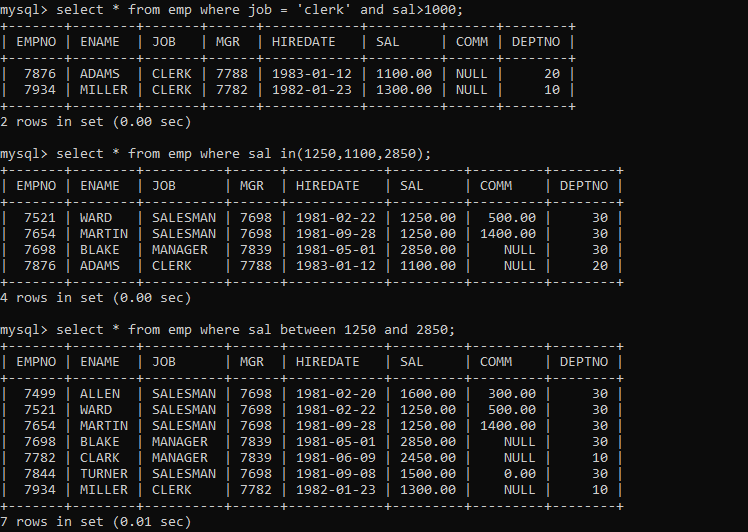 mysql> select * from emp where job = 'clerk' and sal>1000;
+-------+--------+-------+------+------------+---------+------+--------+
| EMPNO | ENAME  | JOB   | MGR  | HIREDATE   | SAL     | COMM | DEPTNO |
+-------+--------+-------+------+------------+---------+------+--------+
|  7876 | ADAMS  | CLERK | 7788 | 1983-01-12 | 1100.00 | NULL |     20 |
|  7934 | MILLER | CLERK | 7782 | 1982-01-23 | 1300.00 | NULL |     10 |
+-------+--------+-------+------+------------+---------+------+--------+
2 rows in set (0.00 sec)

mysql> select * from emp where sal in(1250,1100,2850);
+-------+--------+----------+------+------------+---------+---------+--------+
| EMPNO | ENAME  | JOB      | MGR  | HIREDATE   | SAL     | COMM    | DEPTNO |
+-------+--------+----------+------+------------+---------+---------+--------+
|  7521 | WARD   | SALESMAN | 7698 | 1981-02-22 | 1250.00 |  500.00 |     30 |
|  7654 | MARTIN | SALESMAN | 7698 | 1981-09-28 | 1250.00 | 1400.00 |     30 |
|  7698 | BLAKE  | MANAGER  | 7839 | 1981-05-01 | 2850.00 |    NULL |     30 |
|  7876 | ADAMS  | CLERK    | 7788 | 1983-01-12 | 1100.00 |    NULL |     20 |
+-------+--------+----------+------+------------+---------+---------+--------+
4 rows in set (0.00 sec)

mysql> select * from emp where sal between 1250 and 2850;
+-------+--------+----------+------+------------+---------+---------+--------+
| EMPNO | ENAME  | JOB      | MGR  | HIREDATE   | SAL     | COMM    | DEPTNO |
+-------+--------+----------+------+------------+---------+---------+--------+
|  7499 | ALLEN  | SALESMAN | 7698 | 1981-02-20 | 1600.00 |  300.00 |     30 |
|  7521 | WARD   | SALESMAN | 7698 | 1981-02-22 | 1250.00 |  500.00 |     30 |
|  7654 | MARTIN | SALESMAN | 7698 | 1981-09-28 | 1250.00 | 1400.00 |     30 |
|  7698 | BLAKE  | MANAGER  | 7839 | 1981-05-01 | 2850.00 |    NULL |     30 |
|  7782 | CLARK  | MANAGER  | 7839 | 1981-06-09 | 2450.00 |    NULL |     10 |
|  7844 | TURNER | SALESMAN | 7698 | 1981-09-08 | 1500.00 |    0.00 |     30 |
|  7934 | MILLER | CLERK    | 7782 | 1982-01-23 | 1300.00 |    NULL |     10 |
+-------+--------+----------+------+------------+---------+---------+--------+
7 rows in set (0.01 sec)